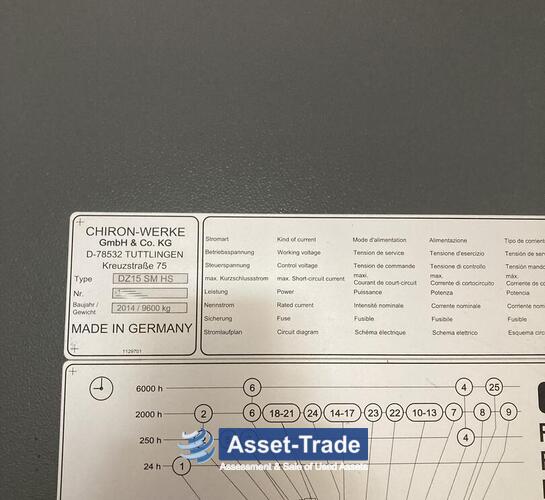 CHIRON-WERKE
GmbH & Co. KG
D-78532 TUTTLINGEN
Kreuzstraße 75
Type DZ15 SM HS
Nr.
Baujahr / Gewicht 2014 / 9600 kg
MADE IN GERMANY
1129701
Stromart Kind of current Mode d'alimentation Alimentazione Tipo de corriente
Betriebsspannung Working voltage Tension de service Tensione d'esercizio Tensión de
Steuerspannung Control voltage Tension de commande Tensione di controllo Tensión
max. Kurzschlussstrom max. Short-circuit current maxi. Courant de court-circuit max. Corrente di cortocircuito máx. Corriente de
Leistung Power Puissance Potenza Potencia
Nennstrom Rated current Intensité nominale Corrente nominale Corriente
Sicherung Fuse Fusible Fusibile Fusible
Stromlaufplan Circuit diagram Schéma électrique Schema elettrico Esquema
6000 h 6 4 25
2000 h 2 6 18-21 24 14-17 23 22 10-13 7 8 9
250 h 4
24 h 1
Asset-Trade
Assessment & Sale of Used Assets